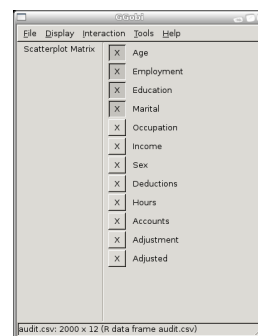 GGobi
File Display Interaction Tools Help
Scatterplot Matrix
X Age
X Employment
X Education
X Marital
X Occupation
X Income
X Sex
X Deductions
X Hours
X Accounts
X Adjustment
X Adjusted
audit.csv: 2000 x 12 (R data frame audit.csv)